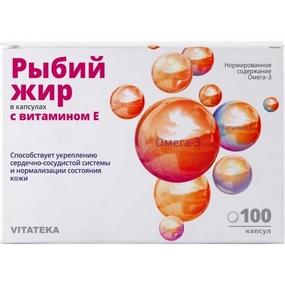 Рыбий
жир
в капсулах
с витамином Е
Способствует укреплению
сердечно-сосудистой системы
и нормализации состояния
кожи
VITATEKA
Нормированное
содержание
Омега-3
Витамин Е
Омега-3
100
капсул